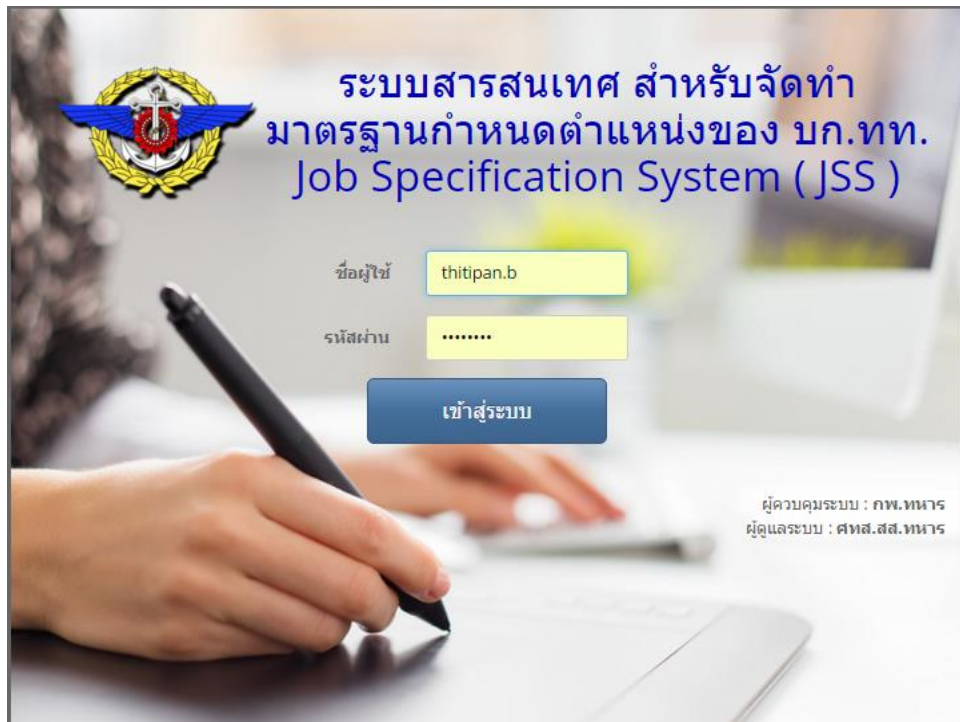 ระบบสารสนเทศ สำหรับจัดทำ
มาตรฐานกำหนดตำแหน่งของ บก.ทท.
Job Specification System ( JSS )
ชื่อผู้ใช้ thitipan.b
รหัสผ่าน ••••••••
เข้าสู่ระบบ
ผู้ควบคุมระบบ : กพ.ทหาร
ผู้ดูแลระบบ : ศทส.สส.ทหาร